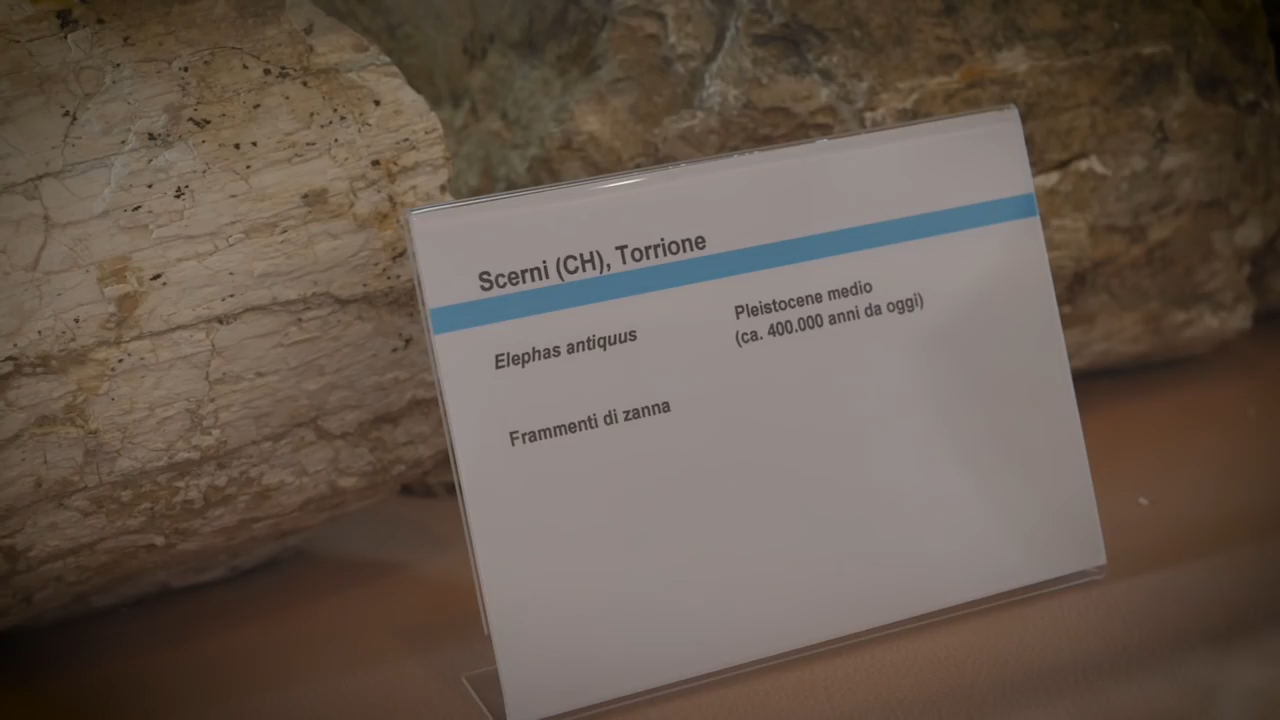 Scerni (CH), Torrione
Elephas antiquus
Pleistocene medio
(ca. 400.000 anni da oggi)
Frammenti di zanna